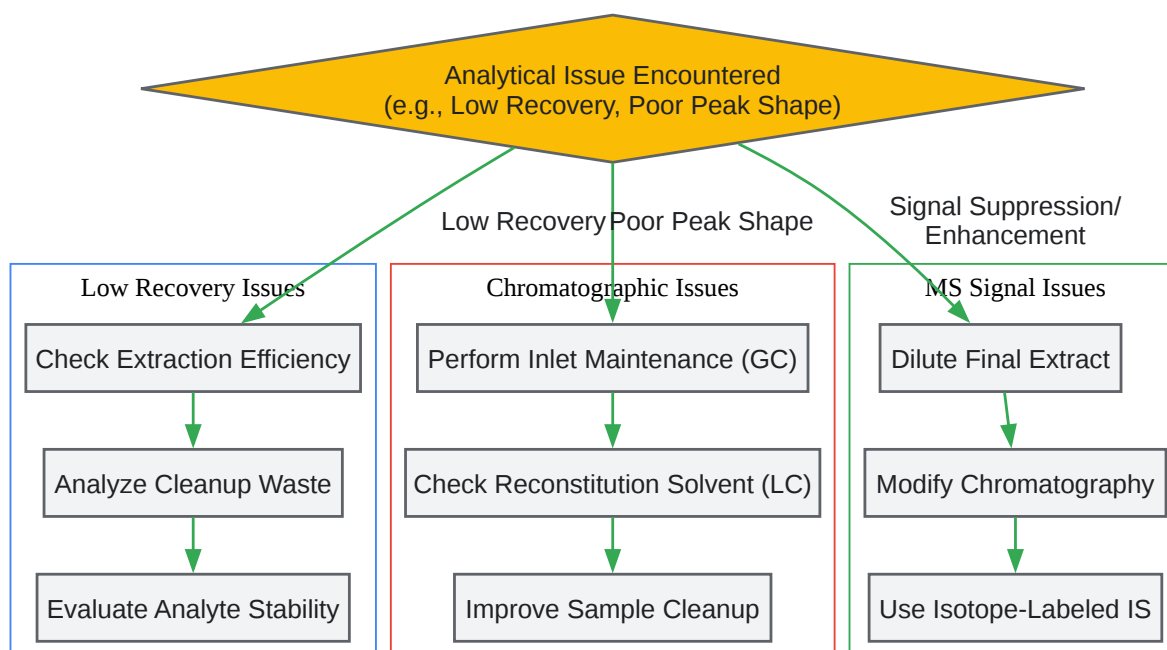 Analytical Issue Encountered
(e.g., Low Recovery, Poor Peak Shape)
Low Recovery
Poor Peak Shape
Signal Suppression/
Enhancement
Low Recovery Issues
Check Extraction Efficiency
Analyze Cleanup Waste
Evaluate Analyte Stability
Chromatographic Issues
Perform Inlet Maintenance (GC)
Check Reconstitution Solvent (LC)
Improve Sample Cleanup
MS Signal Issues
Dilute Final Extract
Modify Chromatography
Use Isotope-Labeled IS